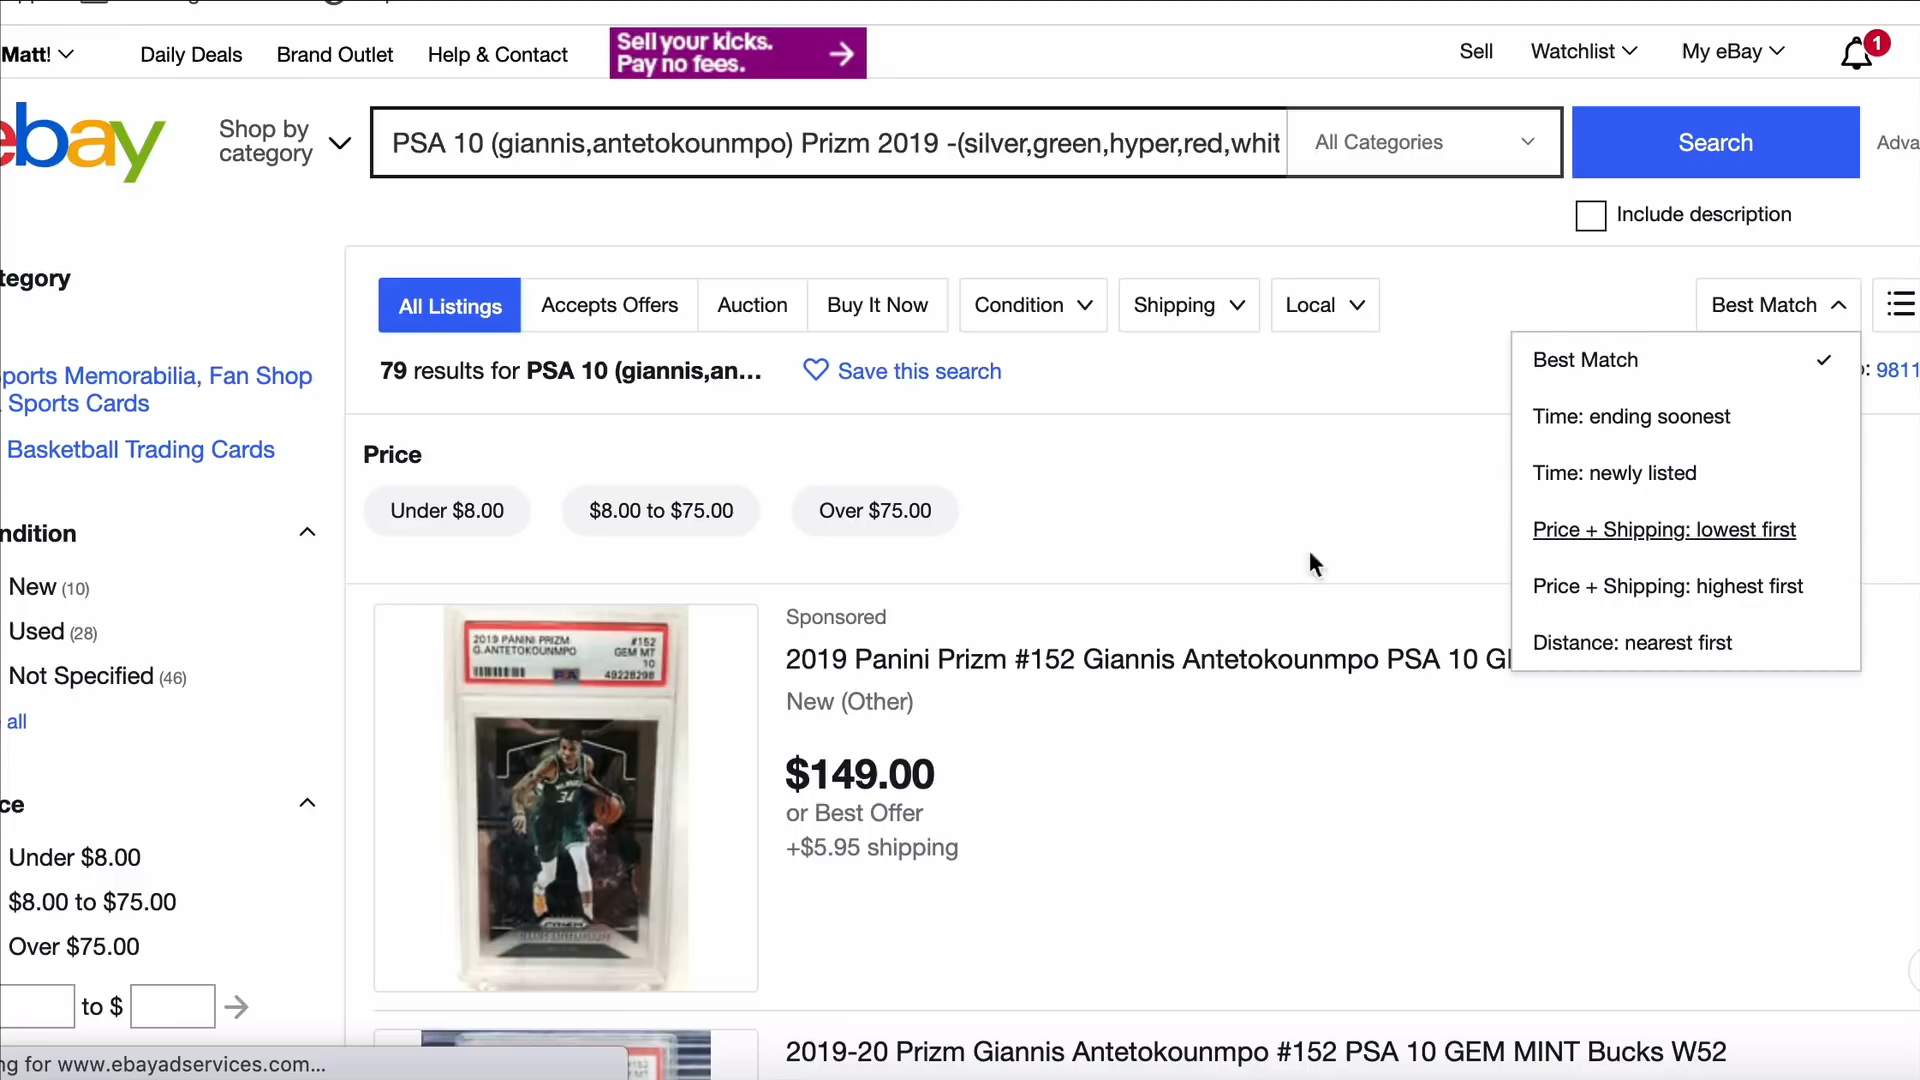 Matt!
Daily Deals
Brand Outlet
Help & Contact
Sell your kicks.
Pay no fees.
Sell
Watchlist
My eBay
1
ebay
Shop by
category
PSA 10 (giannis,antetokounmpo) Prizm 2019 -(silver,green,hyper,red,whit
All Categories
Search
Adva
Include description
tegory
ports Memorabilia, Fan Shop
Sports Cards
Basketball Trading Cards
ndition
New (10)
Used (28)
Not Specified (46)
all
ce
Under $8.00
$8.00 to $75.00
Over $75.00
to $
All Listings
Accepts Offers
Auction
Buy It Now
Condition
Shipping
Local
Best Match
79 results for PSA 10 (giannis,an...
Save this search
Best Match
Time: ending soonest
Time: newly listed
Price + Shipping: lowest first
Price + Shipping: highest first
Distance: nearest first
: 9811
Price
Under $8.00
$8.00 to $75.00
Over $75.00
2019 PANINI PRIZM #152
G.ANTETOKOUNMPO GEM MT
10
PSA 49228298
34
PRIZM
Sponsored
2019 Panini Prizm #152 Giannis Antetokounmpo PSA 10 G
New (Other)
$149.00
or Best Offer
+$5.95 shipping
2019-20 Prizm Giannis Antetokounmpo #152 PSA 10 GEM MINT Bucks W52
ng for www.ebayadservices.com...